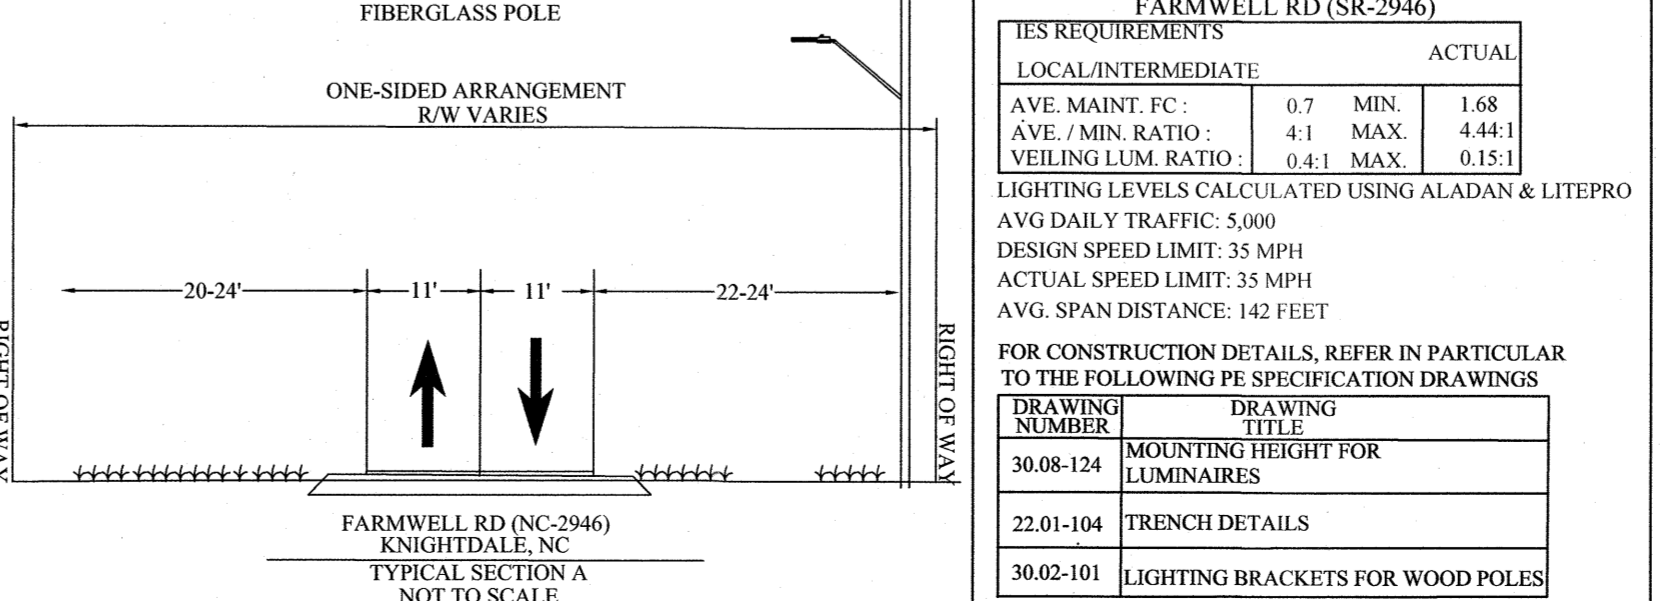 FIBERGLASS POLE
ONE-SIDED ARRANGEMENT
R/W VARIES
20-24'
11'
11'
22-24'
RIGHT OF WAY
RIGHT OF WAY
FARMWELL RD (NC-2946)
KNIGHTDALE, NC
TYPICAL SECTION A
NOT TO SCALE
FARMWELL RD (SR-2946)
IES REQUIREMENTS
ACTUAL
LOCAL/INTERMEDIATE
AVE. MAINT. FC : 0.7 MIN. 1.68
AVE. / MIN. RATIO : 4:1 MAX. 4.44:1
VEILING LUM. RATIO : 0.4:1 MAX. 0.15:1
LIGHTING LEVELS CALCULATED USING ALADAN & LITEPRO
AVG DAILY TRAFFIC: 5,000
DESIGN SPEED LIMIT: 35 MPH
ACTUAL SPEED LIMIT: 35 MPH
AVG. SPAN DISTANCE: 142 FEET
FOR CONSTRUCTION DETAILS, REFER IN PARTICULAR
TO THE FOLLOWING PE SPECIFICATION DRAWINGS
DRAWING NUMBER
DRAWING TITLE
30.08-124
MOUNTING HEIGHT FOR
LUMINAIRES
22.01-104 TRENCH DETAILS
30.02-101 LIGHTING BRACKETS FOR WOOD POLES